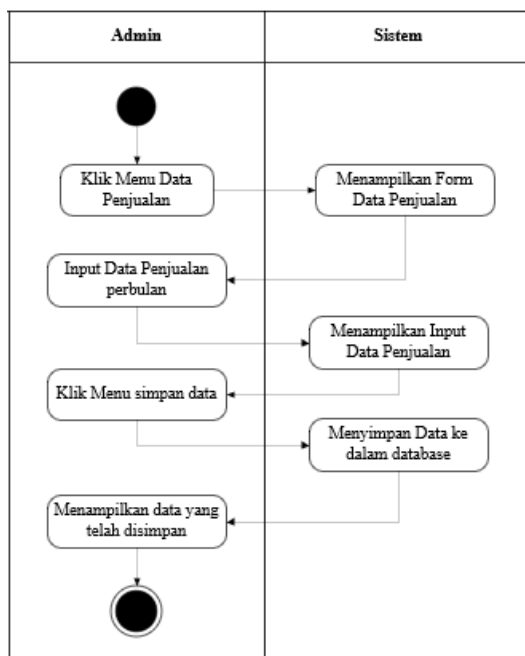 Admin
Sistem
Klik Menu Data
Penjualan
Menampilkan Form
Data Penjualan
Input Data Penjualan
perbulan
Menampilkan Input
Data Penjualan
Klik Menu simpan data
Menyimpan Data ke
dalam database
Menampilkan data yang
telah disimpan